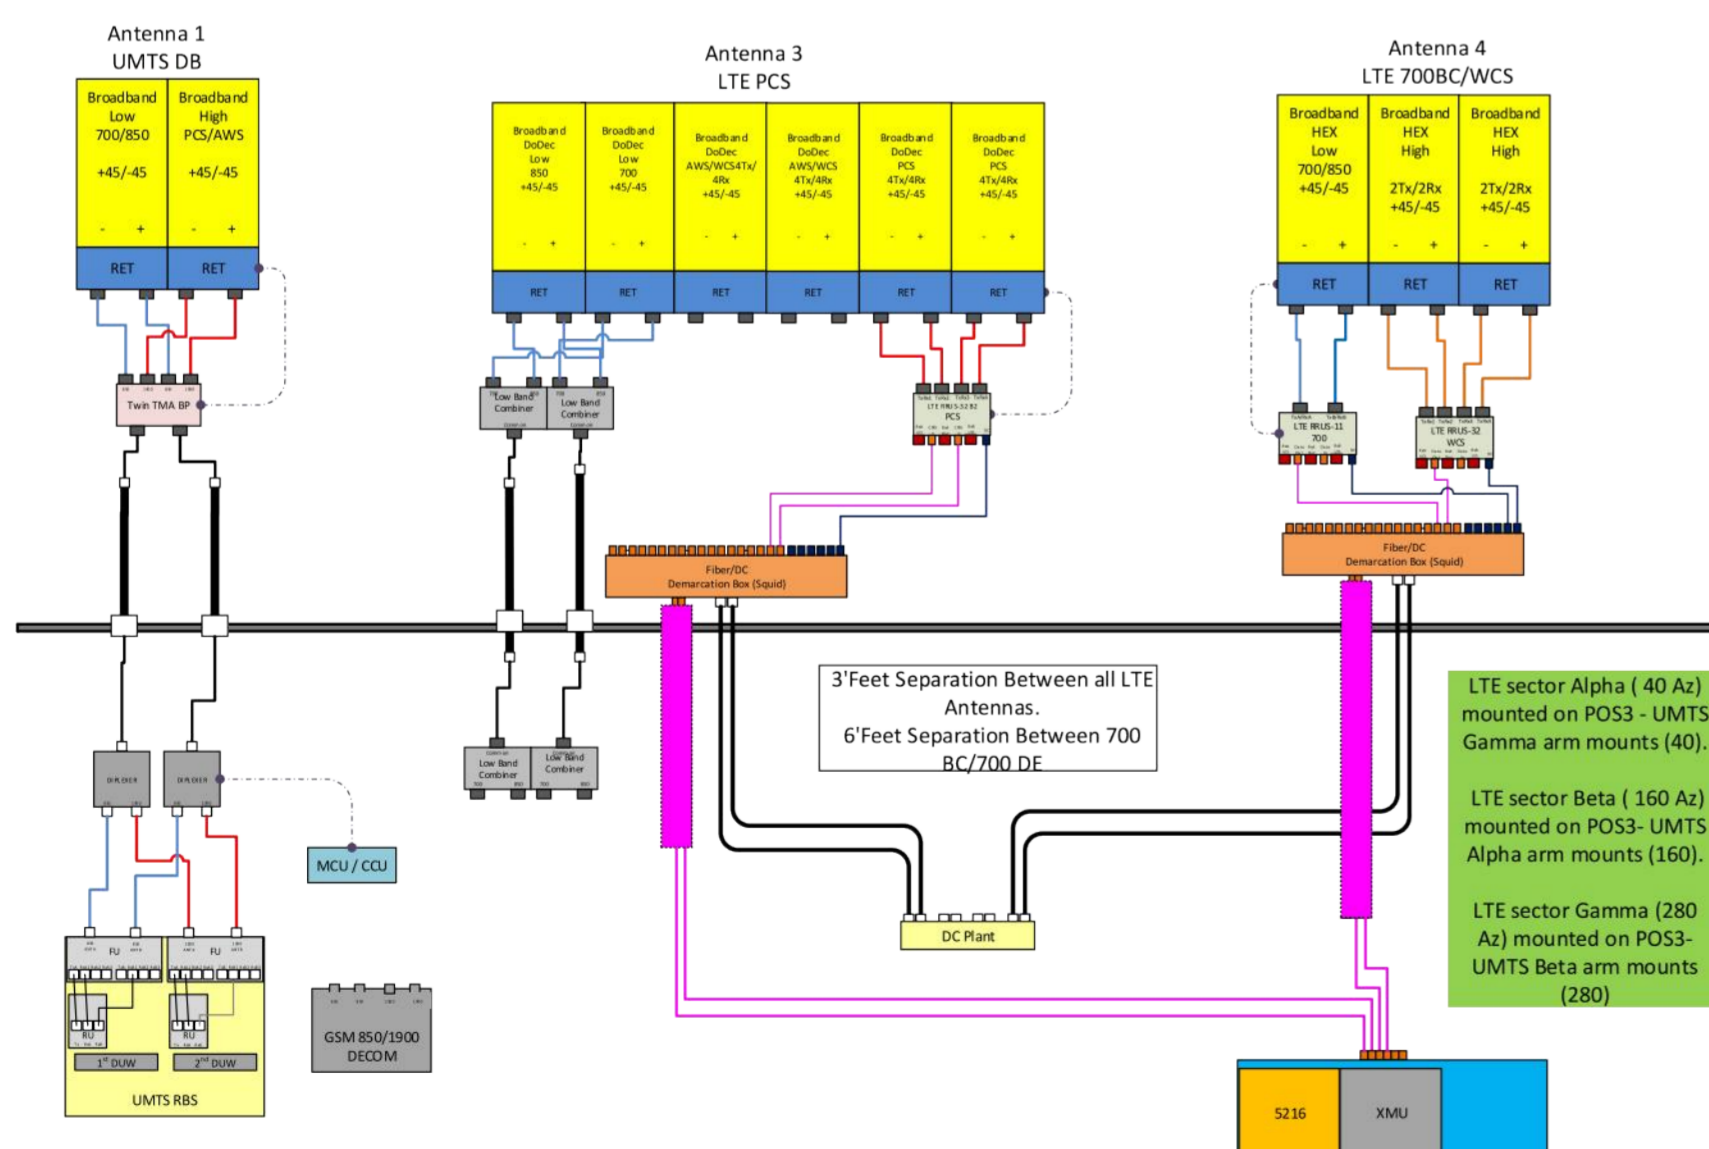 Antenna 1
UMTS DB
Broadband
Low
700/850
+45/-45
- +
Broadband
High
PCS/AWS
+45/-45
- +
RET
RET
Twin TMA BP
DIPLEXER
DIPLEXER
MCU / CCU
FU
FU
RU
RU
1st DUW
2nd DUW
UMTS RBS
GSM 850/1900
DECOM
Antenna 3
LTE PCS
Broadband
DoDec
Low
850
+45/-45
- +
Broadband
DoDec
Low
700
+45/-45
- +
Broadband
DoDec
AWS/WCS4Tx/
4Rx
+45/-45
- +
Broadband
DoDec
AWS/WCS
4Tx/4Rx
+45/-45
Broadband
DoDec
PCS
4Tx/4Rx
+45/-45
- +
Broadband
DoDec
PCS
4Tx/4Rx
+45/-45
- +
RET
RET
RET
RET
RET
RET
Low Band
Combiner
Low Band
Combiner
LTE RRUS-32 B2
PCS
Fiber/DC
Demarcation Box (Squid)
Low Band
Combiner
700 850
Low Band
Combiner
700 850
3'Feet Separation Between all LTE
Antennas.
6'Feet Separation Between 700
BC/700 DE
DC Plant
Antenna 4
LTE 700BC/WCS
Broadband
HEX
Low
700/850
+45/-45
- +
Broadband
HEX
High
2Tx/2Rx
+45/-45
- +
Broadband
HEX
High
2Tx/2Rx
+45/-45
- +
RET
RET
RET
LTE RRUS-11
700
LTE RRUS-32
WCS
Fiber/DC
Demarcation Box (Squid)
LTE sector Alpha ( 40 Az)
mounted on POS3 - UMTS
Gamma arm mounts (40).
LTE sector Beta ( 160 Az)
mounted on POS3- UMTS
Alpha arm mounts (160).
LTE sector Gamma (280
Az) mounted on POS3-
UMTS Beta arm mounts
(280)
5216
XMU